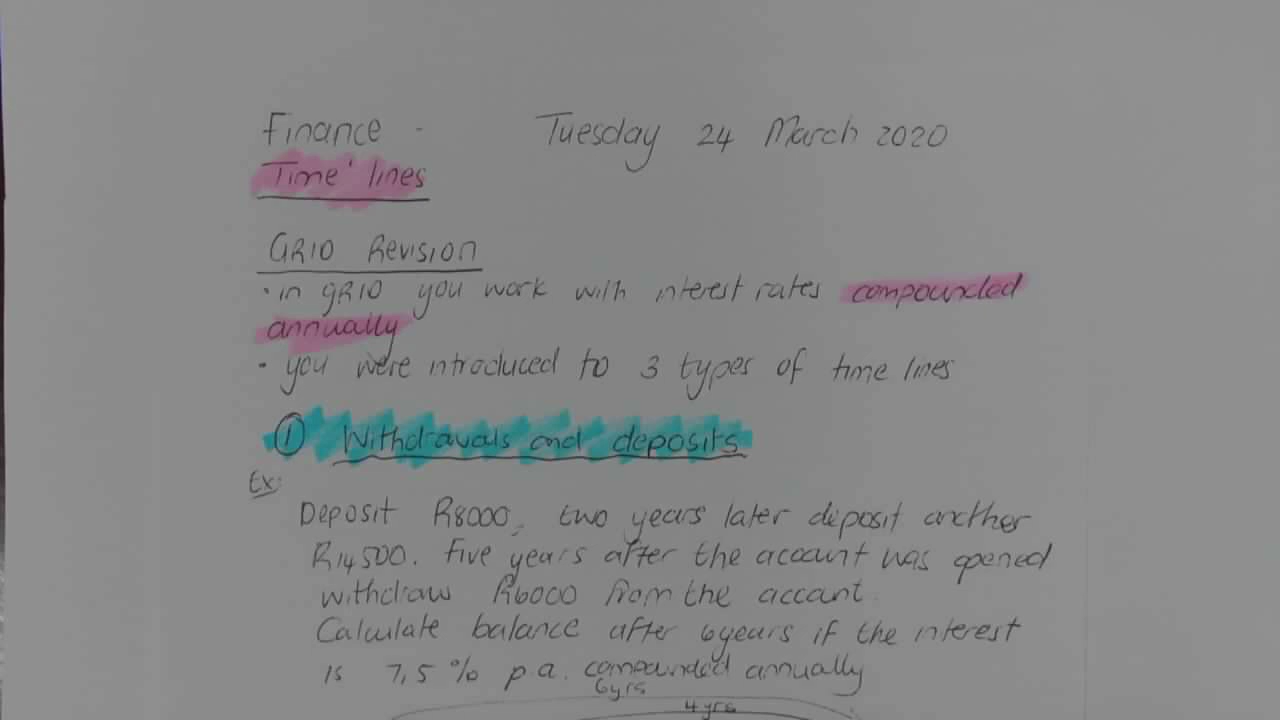 Finance - Tuesday 24 March 2020
Time lines
GR10 Revision
• in gR10 you work with interest rates compounded
annually
• you were introduced to 3 types of time lines
① Withdrawals and deposits
Ex:
Deposit R8000, two years later deposit another
R14500. Five years after the account was opened
withdraw R6000 from the account.
Calculate balance after 6years if the interest
is 7,5% p.a. compounded annually
6yrs
4 yrs